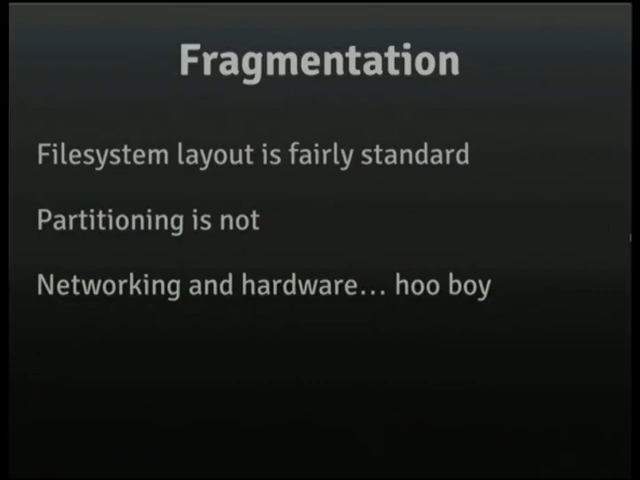 Fragmentation
Filesystem layout is fairly standard
Partitioning is not
Networking and hardware... hoo boy